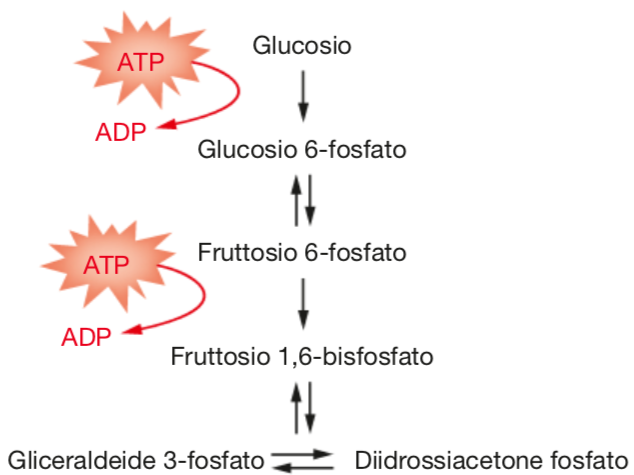 Glucosio
ATP
ADP
Glucosio 6-fosfato
Fruttosio 6-fosfato
ATP
ADP
Fruttosio 1,6-bisfosfato
Gliceraldeide 3-fosfato Diidrossiacetone fosfato